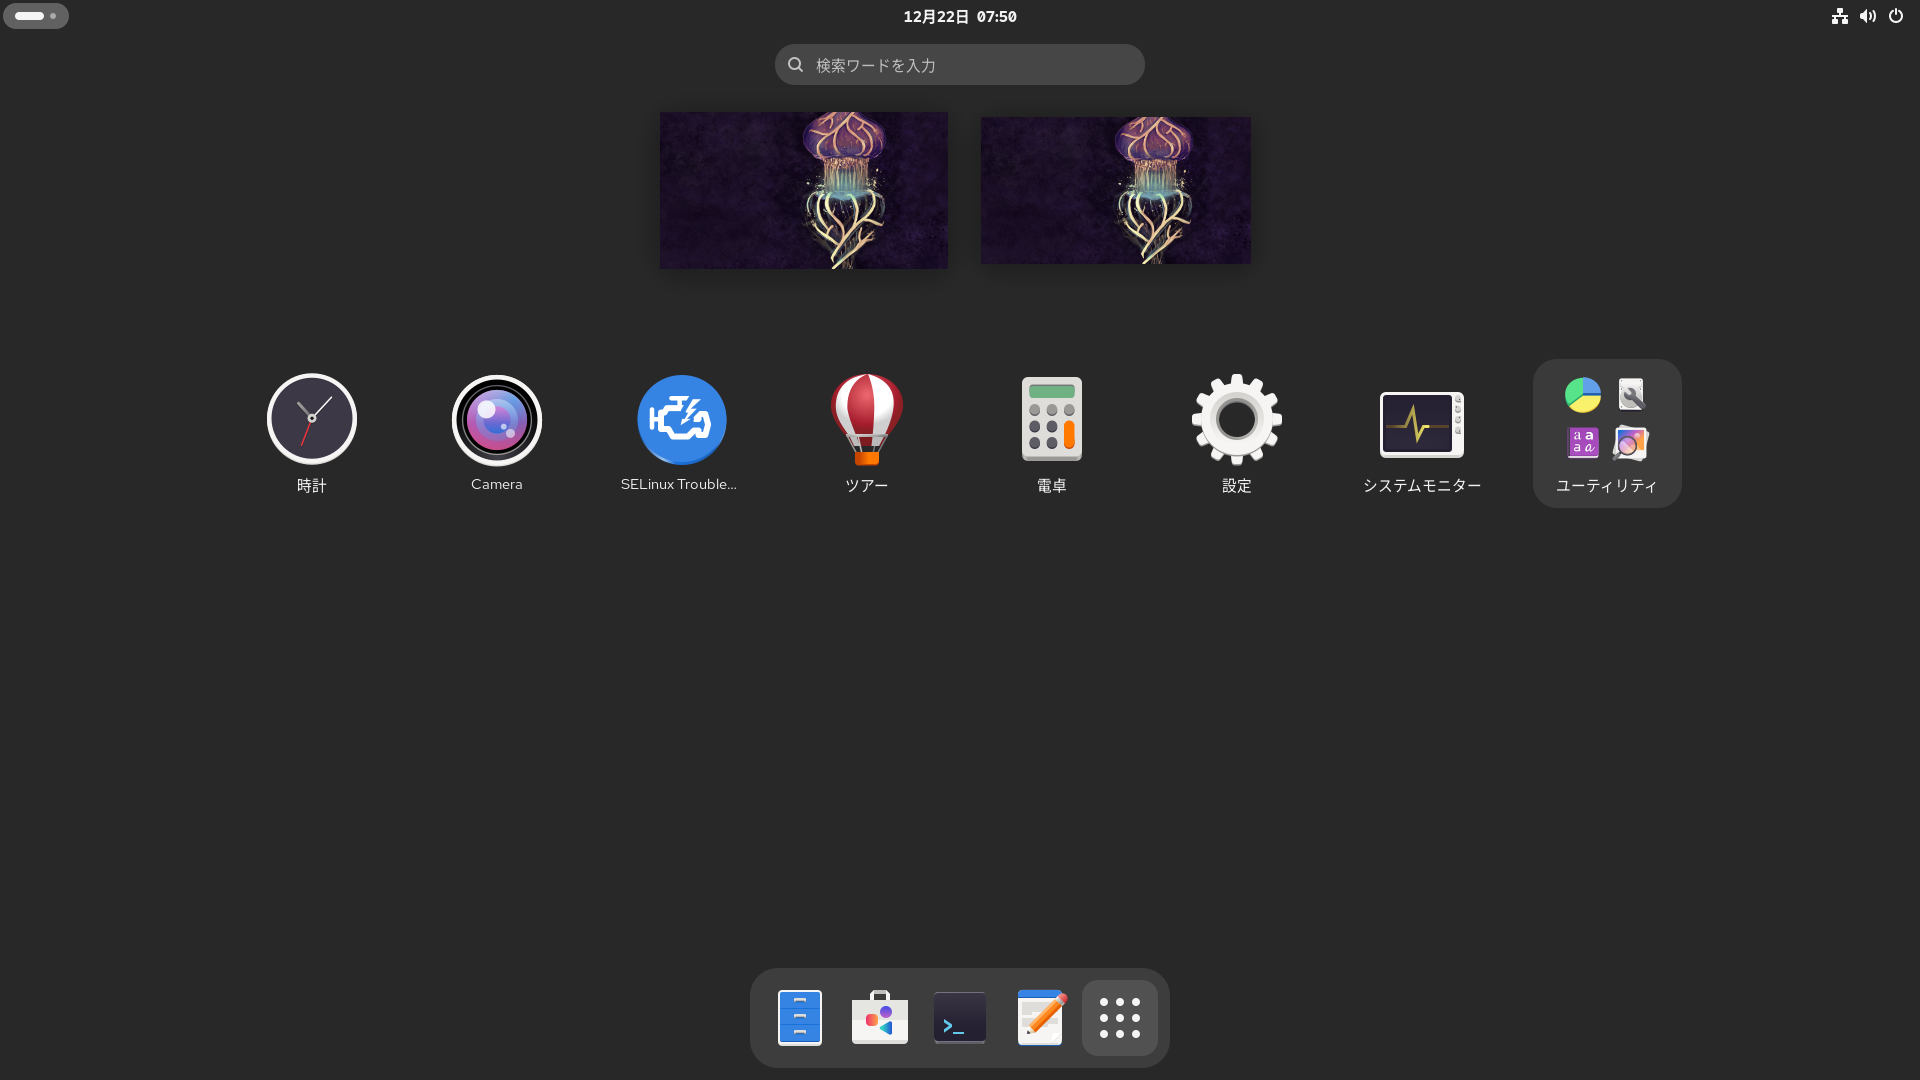 12月22日 07:50
検索ワードを入力
時計
Camera
SELinux Trouble...
ツアー
電卓
設定
システムモニター
ユーティリティ